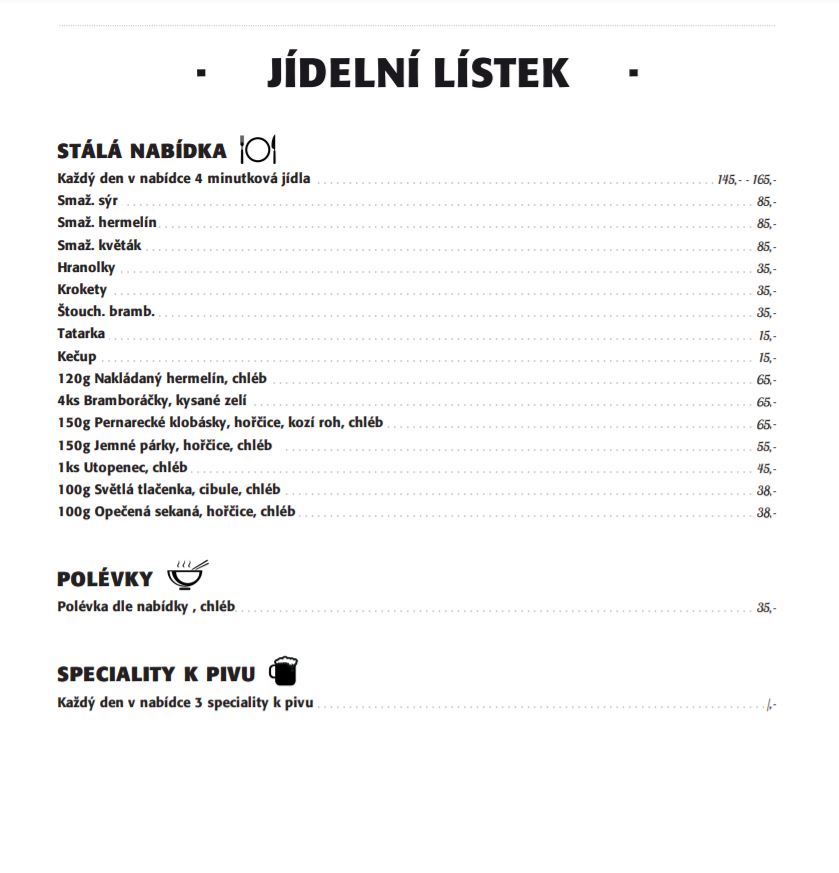 JÍDELNÍ LÍSTEK
STÁLÁ NABÍDKA
Každý den v nabídce 4 minutková jídla 145,- - 165,-
Smaž. sýr 85,-
Smaž. hermelín 85,-
Smaž. květák 85,-
Hranolky 35,-
Krokety 35,-
Štouch. bramb. 35,-
Tatarka 15,-
Kečup 15,-
120g Nakládaný hermelín, chléb 65,-
4ks Bramboráčky, kysané zelí 65,-
150g Pernarecké klobásky, hořčice, kozí roh, chléb 65,-
150g Jemné párky, hořčice, chléb 55,-
1ks Utopenec, chléb 45,-
100g Světlá tlačenka, cibule, chléb 38,-
100g Opečená sekaná, hořčice, chléb 38,-
POLÉVKY
Polévka dle nabídky , chléb 35,-
SPECIALITY K PIVU
Každý den v nabídce 3 speciality k pivu /,-